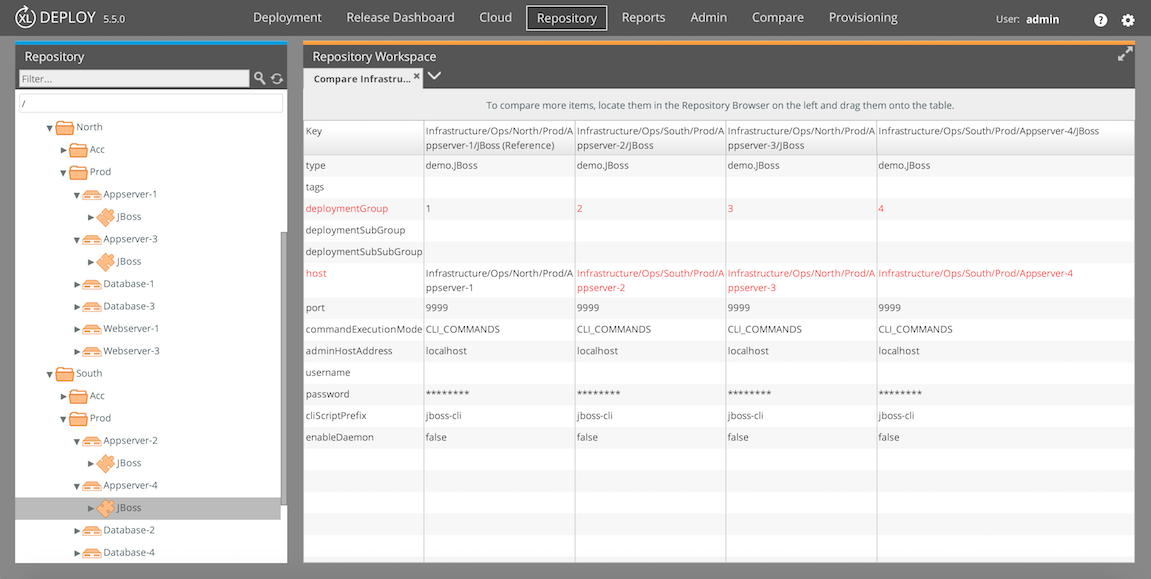 XL DEPLOY 5.5.0
Deployment Release Dashboard Cloud Repository Reports Admin Compare Provisioning
User: admin ?
Repository
Filter...
/
North
Acc
Prod
Appserver-1
JBoss
Appserver-3
JBoss
Database-1
Database-3
Webserver-1
Webserver-3
South
Acc
Prod
Appserver-2
JBoss
Appserver-4
JBoss
Database-2
Database-4
Repository Workspace
Compare Infrastru... ×
To compare more items, locate them in the Repository Browser on the left and drag them onto the table.
Key Infrastructure/Ops/North/Prod/A Infrastructure/Ops/South/Prod/A Infrastructure/Ops/North/Prod/A Infrastructure/Ops/South/Prod/Appserver-4/JBoss
ppserver-1/JBoss (Reference) ppserver-2/JBoss ppserver-3/JBoss
type demo.JBoss demo.JBoss demo.JBoss demo.JBoss
tags
deploymentGroup 1 2 3 4
deploymentSubGroup
deploymentSubSubGroup
host Infrastructure/Ops/North/Prod/A Infrastructure/Ops/South/Prod/A Infrastructure/Ops/North/Prod/A Infrastructure/Ops/South/Prod/Appserver-4
ppserver-1 ppserver-2 ppserver-3
port 9999 9999 9999 9999
commandExecutionMode CLI_COMMANDS CLI_COMMANDS CLI_COMMANDS CLI_COMMANDS
adminHostAddress localhost localhost localhost localhost
username
password ******** ******** ******** ********
cliScriptPrefix jboss-cli jboss-cli jboss-cli jboss-cli
enableDaemon false false false false